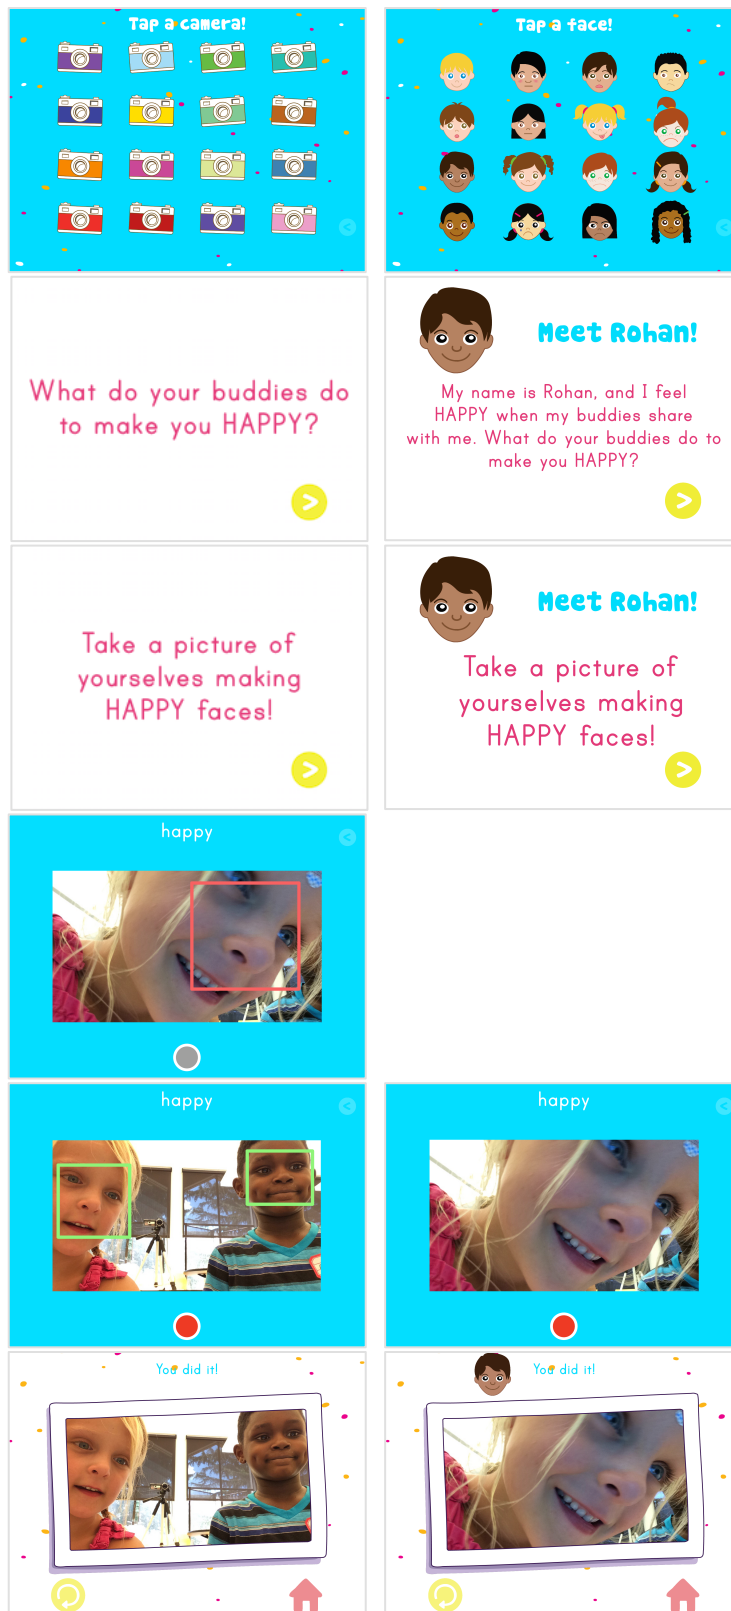 Tap a camera!
Tap a face!
What do your buddies do
to make you HAPPY?
Meet Rohan!
My name is Rohan, and I feel
HAPPY when my buddies share
with me. What do your buddies do to
make you HAPPY?
Take a picture of
yourselves making
HAPPY faces!
Meet Rohan!
Take a picture of
yourselves making
HAPPY faces!
happy
happy
happy
You did it!
You did it!